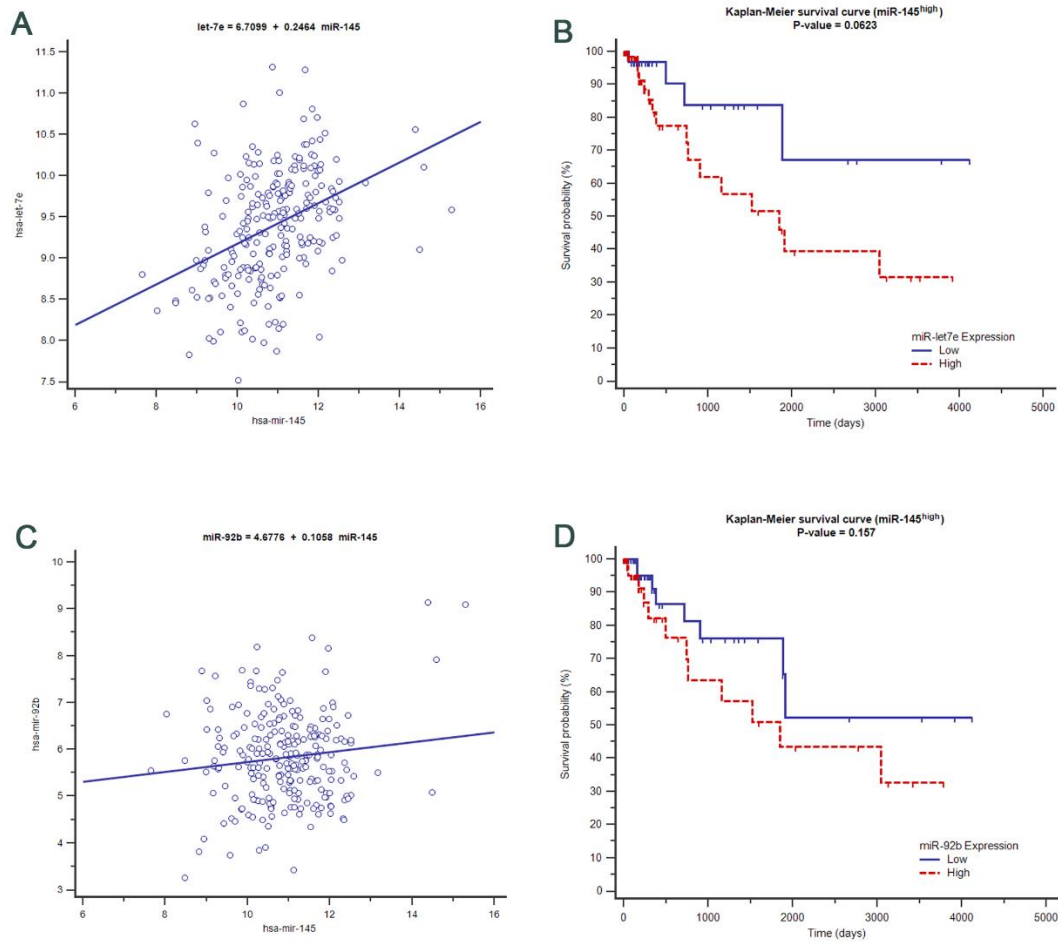 A
let-7e = 6.7099 + 0.2464 miR-145
11.5
11.0
10.5
10.0
9.5
9.0
8.5
8.0
7.5
hsa-let-7e
6 8 10 12 14 16
hsa-mir-145
B
Kaplan-Meier survival curve (miR-145high)
P-value = 0.0623
100
90
80
70
60
50
40
30
20
10
0
Survival probability (%)
miR-let7e Expression
Low
High
0 1000 2000 3000 4000 5000
Time (days)
C
miR-92b = 4.6776 + 0.1058 miR-145
10
9
8
7
6
5
4
3
hsa-mir-92b
6 8 10 12 14 16
hsa-mir-145
D
Kaplan-Meier survival curve (miR-145high)
P-value = 0.157
100
90
80
70
60
50
40
30
20
10
0
Survival probability (%)
miR-92b Expression
Low
High
0 1000 2000 3000 4000 5000
Time (days)